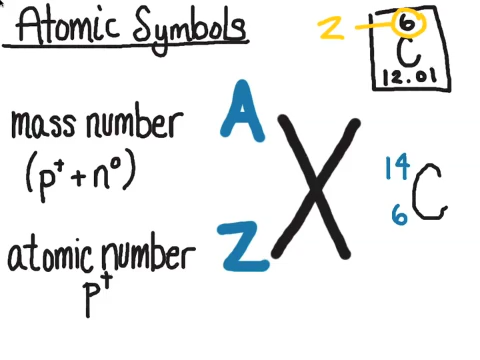 Atomic Symbols
Z
6
C
12.01
mass number
(p⁺ + n⁰)
A
X
Z
14
6
C
atomic number
p⁺